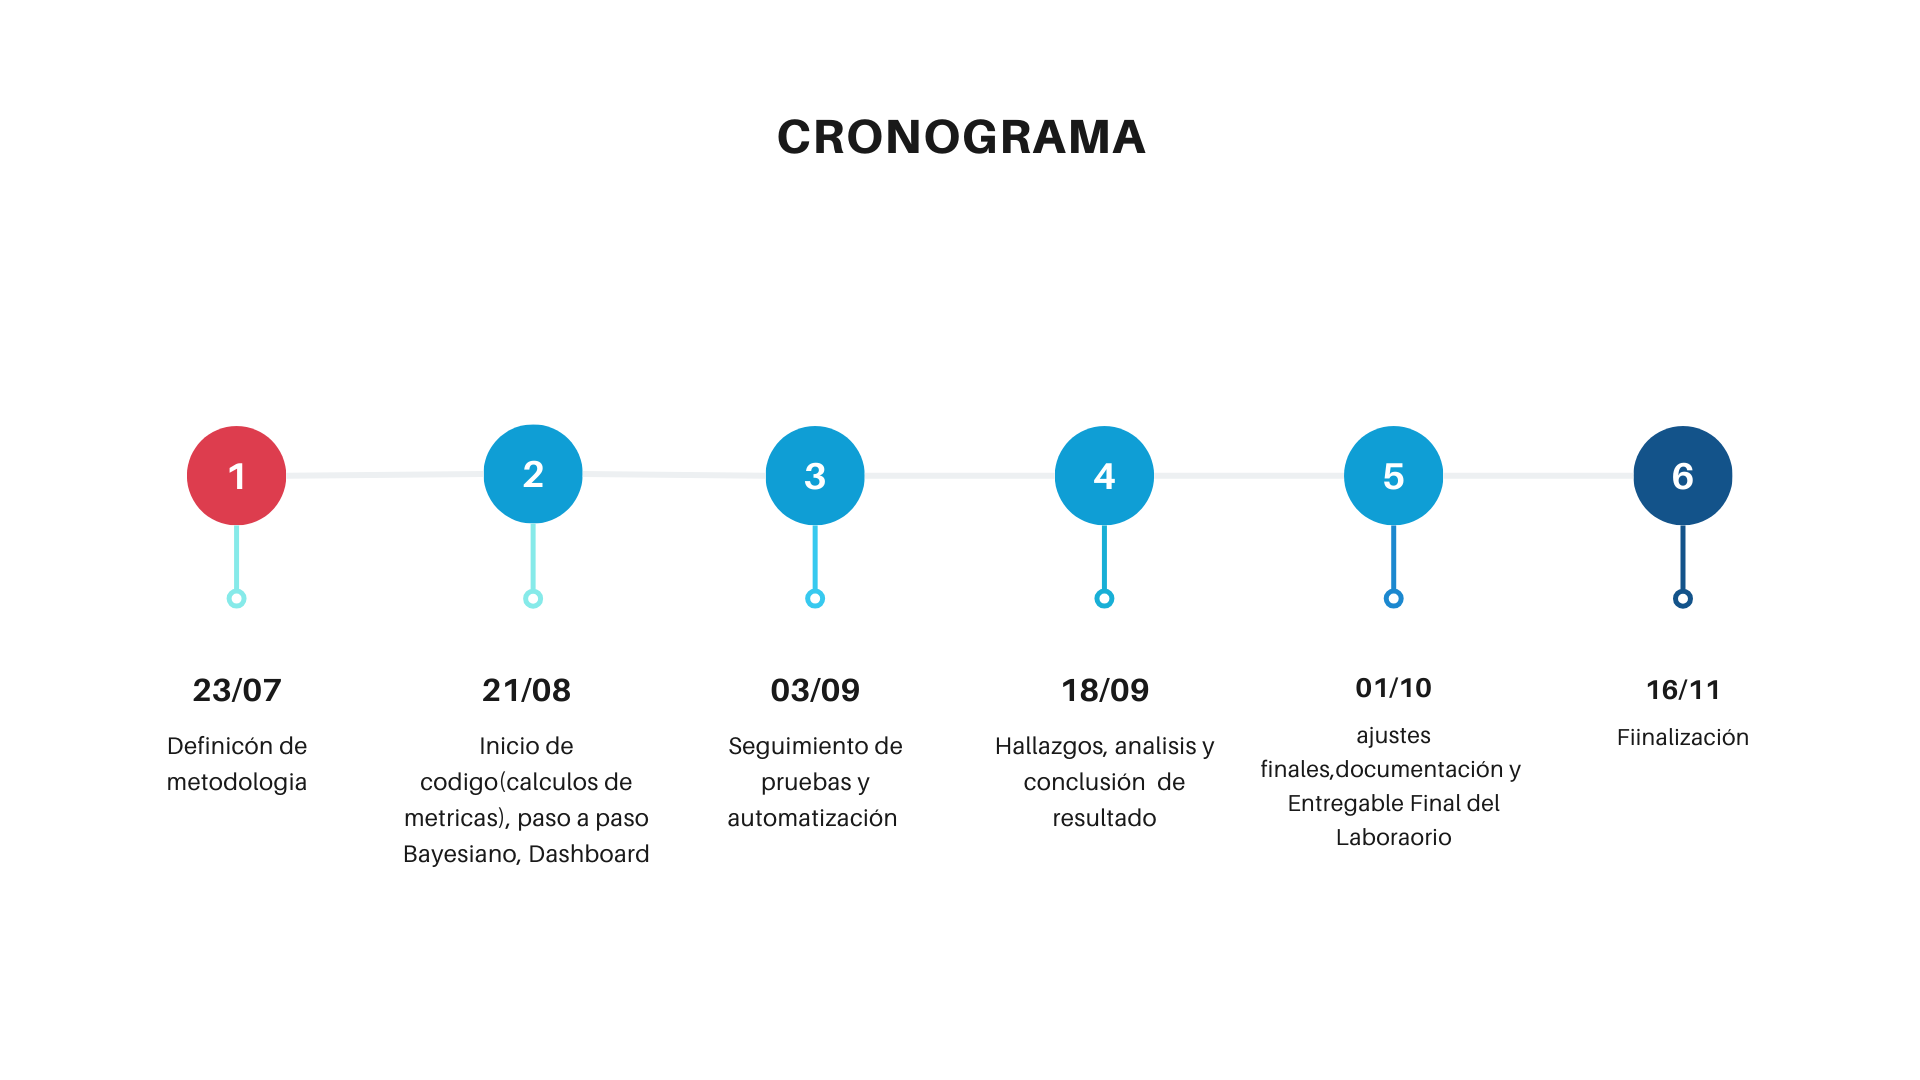 CRONOGRAMA
1
2
3
4
5
6
23/07
Definicón de
metodologia
21/08
Inicio de
codigo(calculos de
metricas), paso a paso
Bayesiano, Dashboard
03/09
Seguimiento de
pruebas y
automatización
18/09
Hallazgos, analisis y
conclusión  de
resultado
01/10
ajustes
finales,documentación y
Entregable Final del
Laboraorio
16/11
Fiinalización